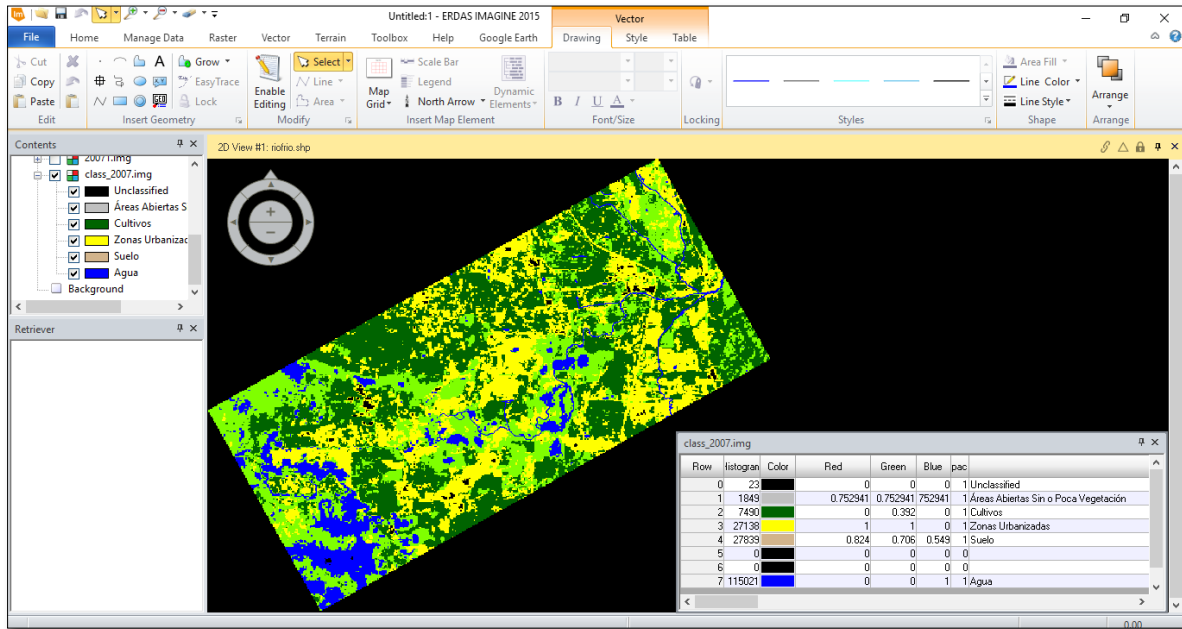 Untitled:1 - ERDAS IMAGINE 2015
Vector
File Home Manage Data Raster Vector Terrain Toolbox Help Google Earth Drawing Style Table
Cut Grow Select Scale Bar Area Fill
Copy A EasyTrace Enable Editing Line Map Grid Legend Dynamic Elements Line Color Arrange
Paste Lock Area North Arrow B I U A Line Style
Edit Insert Geometry Modify Insert Map Element Font/Size Locking Styles Shape Arrange
Contents
2D View #1: riofrio.shp
20071.img
class_2007.img
Unclassified
Áreas Abiertas S
Cultivos
Zonas Urbanizac
Suelo
Agua
Background
Retriever
class_2007.img
Row Histogran Color Red Green Blue pac
0 23 0 0 0 1 Unclassified
1 1849 0.752941 0.752941 752941 1 Áreas Abiertas Sin o Poca Vegetación
2 7490 0 0.392 0 1 Cultivos
3 27138 1 1 0 1 Zonas Urbanizadas
4 27839 0.824 0.706 0.549 1 Suelo
5 0 0 0 0 0
6 0 0 0 0 0
7 115021 0 0 1 1 Agua
0.00